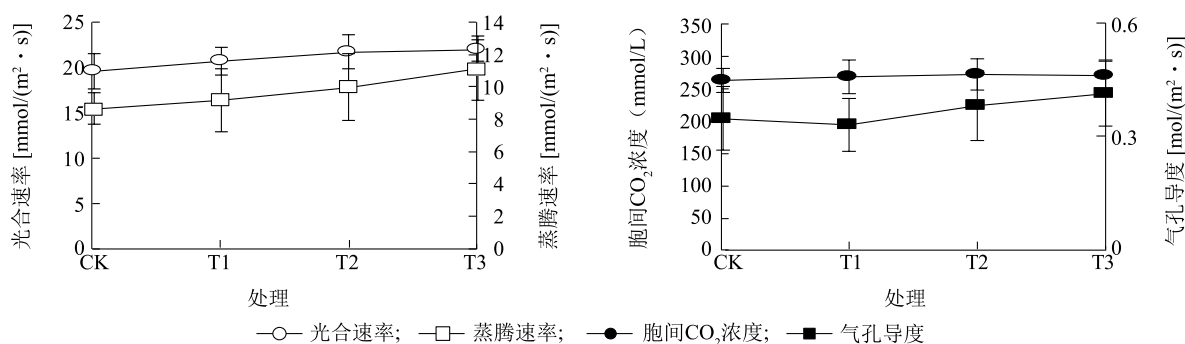 光合速率 [mmol/(m²·s)]
25
20
15
10
5
0
CK
T1
T2
T3
处理
14
12
10
8
6
4
2
0
蒸腾速率 [mmol/(m²·s)]
胞间CO₂浓度（mmol/L)
350
300
250
200
150
100
50
0
CK
T1
T2
T3
处理
0.6
0.3
0
气孔导度 [mol/(m²·s)]
光合速率; 蒸腾速率; 胞间CO₂浓度; 气孔导度